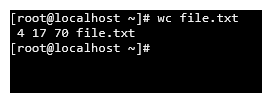 [root@localhost ~]# wc file.txt
 4 17 70 file.txt
[root@localhost ~]#